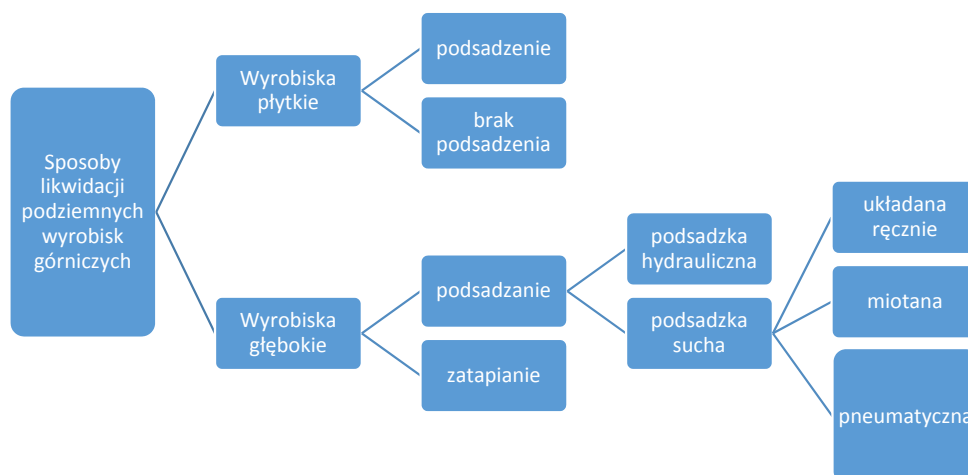 Sposoby
likwidacji
podziemnych
wyrobisk
górniczych
Wyrobiska
płytkie
podsadzenie
brak
podsadzenia
Wyrobiska
głębokie
podsadzanie
zatapianie
podsadzka
hydrauliczna
podsadzka
sucha
układana
ręcznie
miotana
pneumatyczna